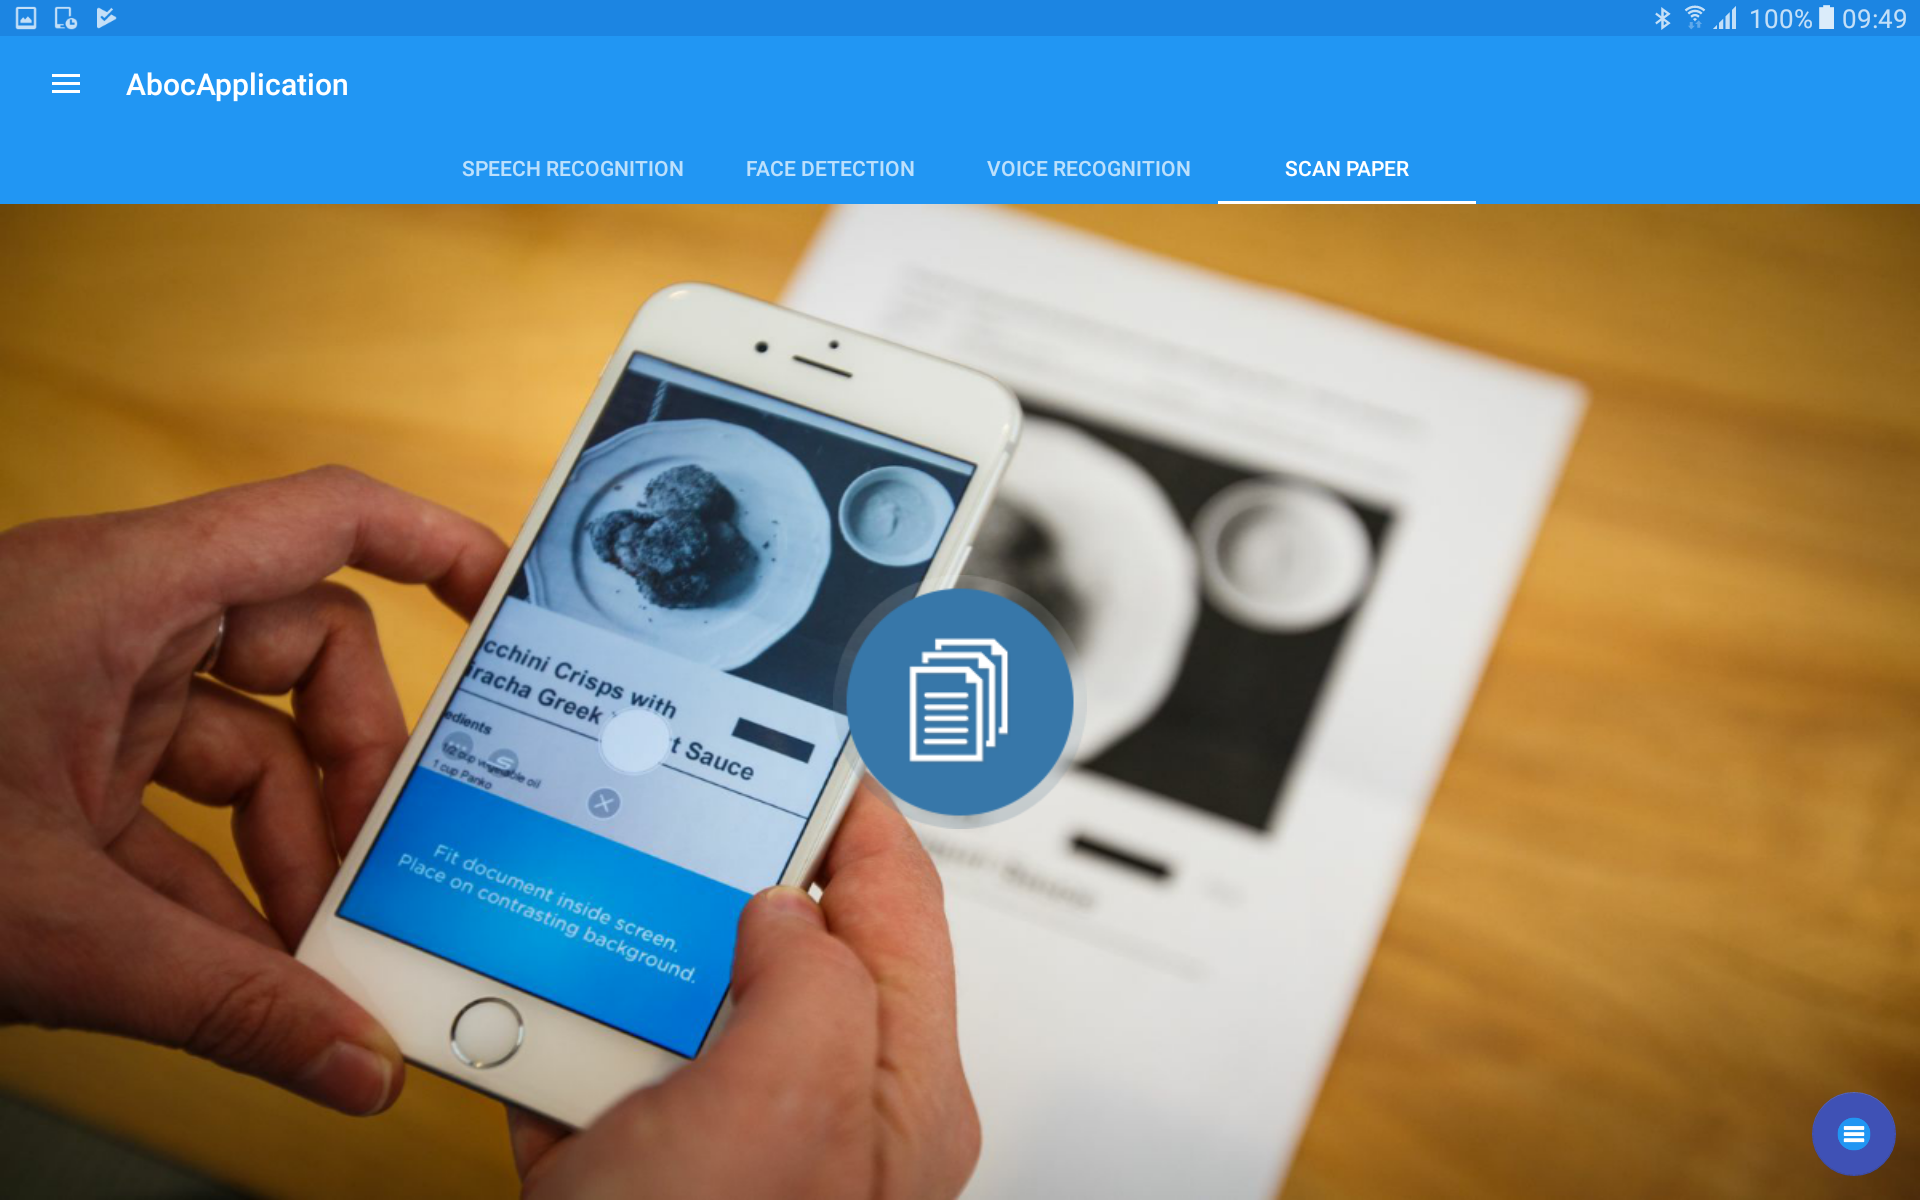 100% 09:49
AbocApplication
SPEECH RECOGNITION FACE DETECTION VOICE RECOGNITION SCAN PAPER
cchini Crisps with
iracha Greek t Sauce
edients
1/2 cup vegetable oil
1 cup Panko
Fit document inside screen.
Place on contrasting background.